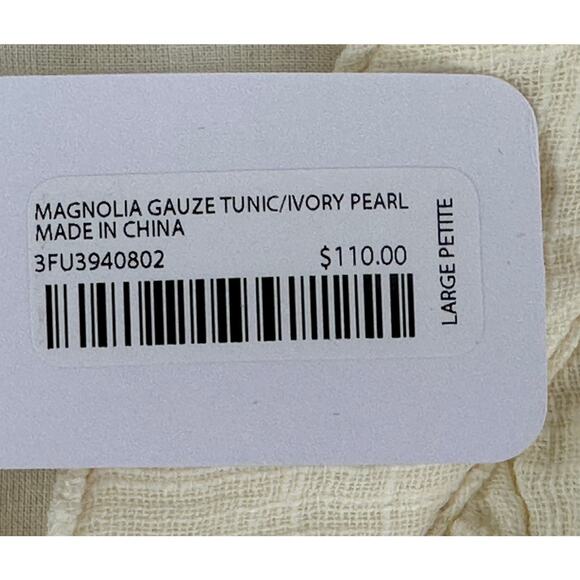 MAGNOLIA GAUZE TUNIC/IVORY PEARL
MADE IN CHINA
3FU3940802 $110.00
LARGE PETITE